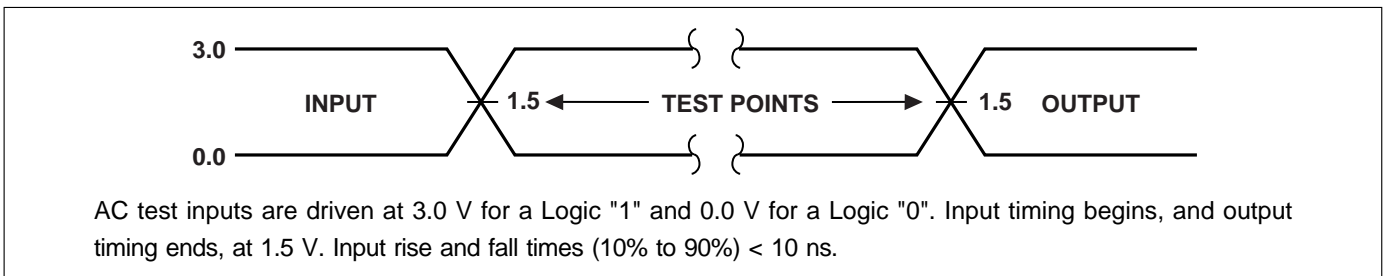 3.0
INPUT 1.5 TEST POINTS 1.5 OUTPUT
0.0
AC test inputs are driven at 3.0 V for a Logic "1" and 0.0 V for a Logic "0". Input timing begins, and output
timing ends, at 1.5 V. Input rise and fall times (10% to 90%) < 10 ns.